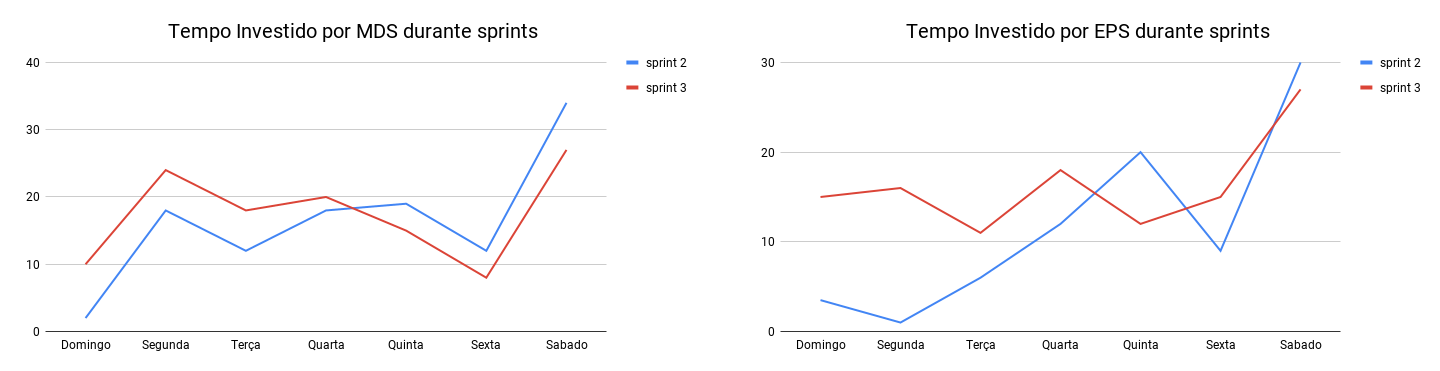 Tempo Investido por MDS durante sprints
40
30
20
10
0
Domingo Segunda Terça Quarta Quinta Sexta Sabado
sprint 2
sprint 3
Tempo Investido por EPS durante sprints
30
20
10
0
Domingo Segunda Terça Quarta Quinta Sexta Sabado
sprint 2
sprint 3